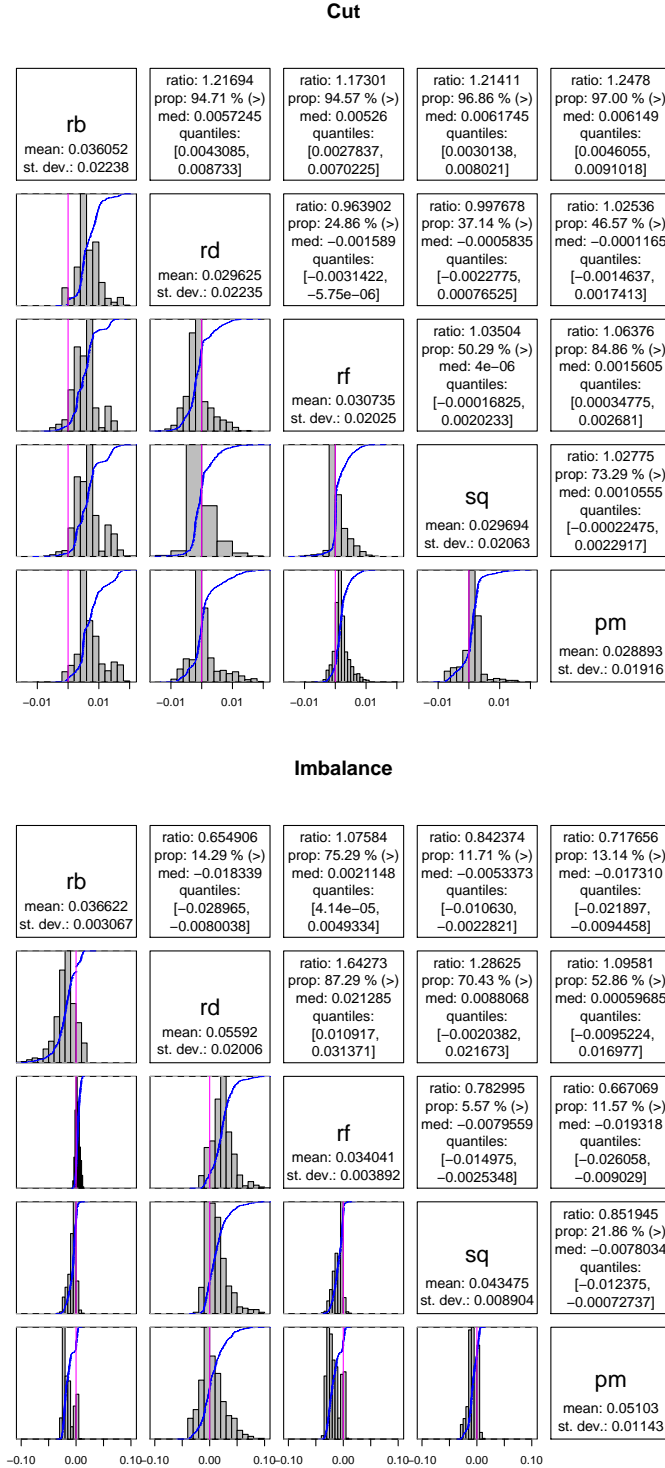 Cut
rb
mean: 0.036052
st. dev.: 0.02238
ratio: 1.21694
prop: 94.71 % (>)
med: 0.0057245
quantiles:
[0.0043085,
0.008733]
ratio: 1.17301
prop: 94.57 % (>)
med: 0.00526
quantiles:
[0.0027837,
0.0070225]
ratio: 1.21411
prop: 96.86 % (>)
med: 0.0061745
quantiles:
[0.0030138,
0.008021]
ratio: 1.2478
prop: 97.00 % (>)
med: 0.006149
quantiles:
[0.0046055,
0.0091018]
rd
mean: 0.029625
st. dev.: 0.02235
ratio: 0.963902
prop: 24.86 % (>)
med: −0.001589
quantiles:
[−0.0031422,
−5.75e−06]
ratio: 0.997678
prop: 37.14 % (>)
med: −0.0005835
quantiles:
[−0.0022775,
0.00076525]
ratio: 1.02536
prop: 46.57 % (>)
med: −0.0001165
quantiles:
[−0.0014637,
0.0017413]
rf
mean: 0.030735
st. dev.: 0.02025
ratio: 1.03504
prop: 50.29 % (>)
med: 4e−06
quantiles:
[−0.00016825,
0.0020233]
ratio: 1.06376
prop: 84.86 % (>)
med: 0.0015605
quantiles:
[0.00034775,
0.002681]
sq
mean: 0.029694
st. dev.: 0.02063
ratio: 1.02775
prop: 73.29 % (>)
med: 0.0010555
quantiles:
[−0.00022475,
0.0022917]
pm
mean: 0.028893
st. dev.: 0.01916
−0.01 0.01
−0.01 0.01
−0.01 0.01
−0.01 0.01
Imbalance
rb
mean: 0.036622
st. dev.: 0.003067
ratio: 0.654906
prop: 14.29 % (>)
med: −0.018339
quantiles:
[−0.028965,
−0.0080038]
ratio: 1.07584
prop: 75.29 % (>)
med: 0.0021148
quantiles:
[4.14e−05,
0.0049334]
ratio: 0.842374
prop: 11.71 % (>)
med: −0.0053373
quantiles:
[−0.010630,
−0.0022821]
ratio: 0.717656
prop: 13.14 % (>)
med: −0.017310
quantiles:
[−0.021897,
−0.0094458]
rd
mean: 0.05592
st. dev.: 0.02006
ratio: 1.64273
prop: 87.29 % (>)
med: 0.021285
quantiles:
[0.010917,
0.031371]
ratio: 1.28625
prop: 70.43 % (>)
med: 0.0088068
quantiles:
[−0.0020382,
0.021673]
ratio: 1.09581
prop: 52.86 % (>)
med: 0.00059685
quantiles:
[−0.0095224,
0.016977]
rf
mean: 0.034041
st. dev.: 0.003892
ratio: 0.782995
prop: 5.57 % (>)
med: −0.0079559
quantiles:
[−0.014975,
−0.0025348]
ratio: 0.667069
prop: 11.57 % (>)
med: −0.019318
quantiles:
[−0.026058,
−0.009029]
sq
mean: 0.043475
st. dev.: 0.008904
ratio: 0.851945
prop: 21.86 % (>)
med: −0.0078034
quantiles:
[−0.012375,
−0.00072737]
pm
mean: 0.05103
st. dev.: 0.01143
−0.10 0.00 0.10
−0.10 0.00 0.10
−0.10 0.00 0.10
−0.10 0.00 0.10